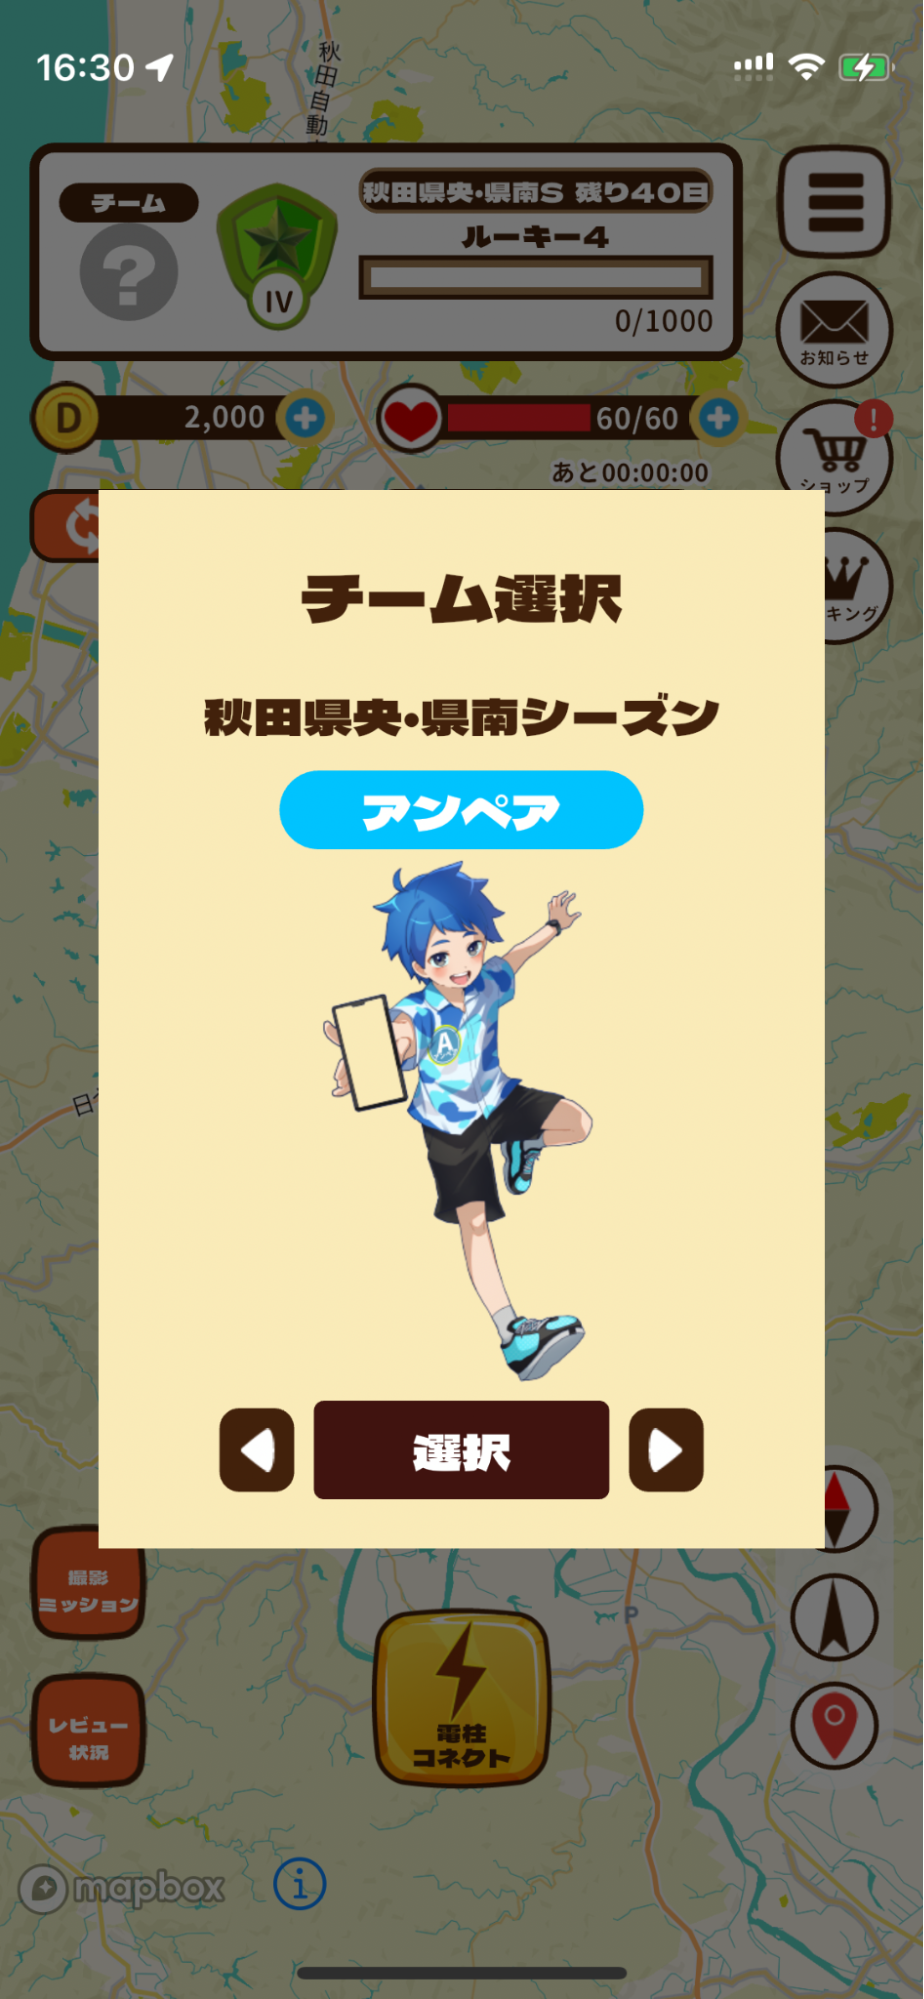 16:30
秋田自動
チーム
秋田県央・県南S 残り40日
ルーキー4
?
IV
0/1000
お知らせ
D
2,000
60/60
あと00:00:00
!
ショップ
キング
チーム選択
秋田県央・県南シーズン
アンペア
A
選択
撮影
ミッション
P
電柱
コネクト
レビュー
状況
mapbox
i